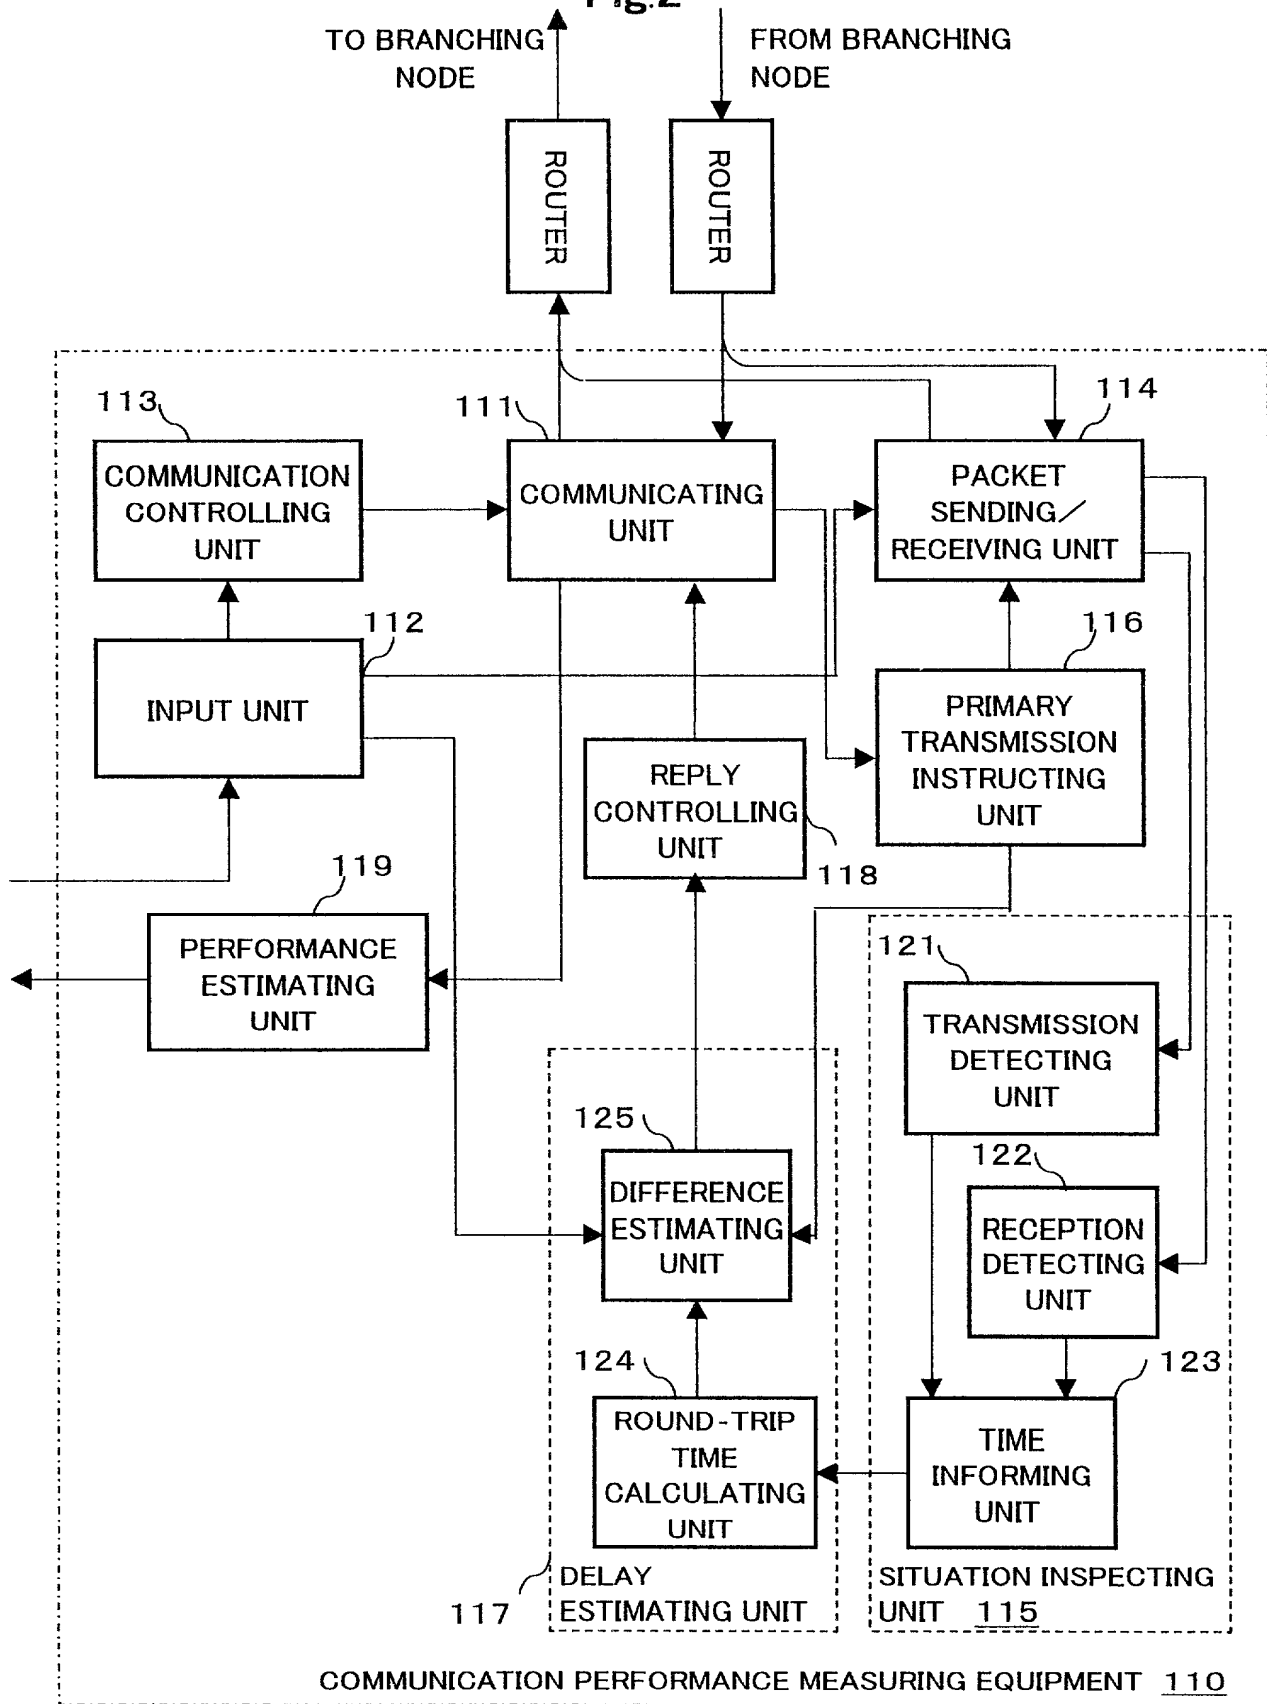 Fig.2
TO BRANCHING
NODE
FROM BRANCHING
NODE
ROUTER
ROUTER
113
111
114
COMMUNICATION
CONTROLLING
UNIT
COMMUNICATING
UNIT
PACKET
SENDING/
RECEIVING UNIT
112
116
INPUT UNIT
PRIMARY
TRANSMISSION
INSTRUCTING
UNIT
REPLY
CONTROLLING
UNIT
118
119
PERFORMANCE
ESTIMATING
UNIT
121
TRANSMISSION
DETECTING
UNIT
125
DIFFERENCE
ESTIMATING
UNIT
122
RECEPTION
DETECTING
UNIT
124
123
ROUND-TRIP
TIME
CALCULATING
UNIT
TIME
INFORMING
UNIT
117
DELAY
ESTIMATING UNIT
SITUATION INSPECTING
UNIT 115
COMMUNICATION PERFORMANCE MEASURING EQUIPMENT 110